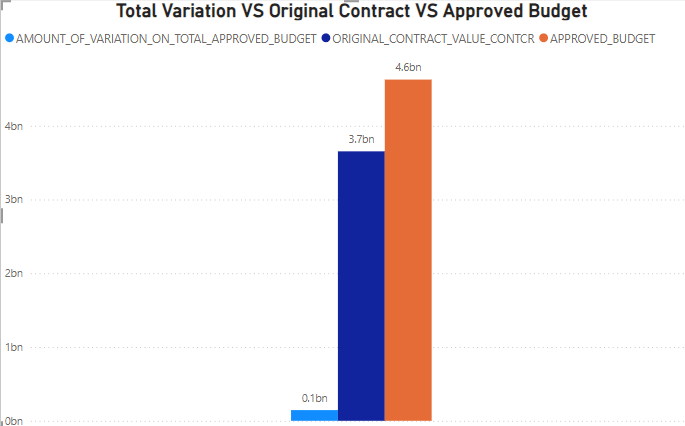 Total Variation VS Original Contract VS Approved Budget
AMOUNT_OF_VARIATION_ON_TOTAL_APPROVED_BUDGET ORIGINAL_CONTRACT_VALUE_CONTCR APPROVED_BUDGET
4.6bn
4bn
3.7bn
3bn
2bn
1bn
0.1bn
0bn